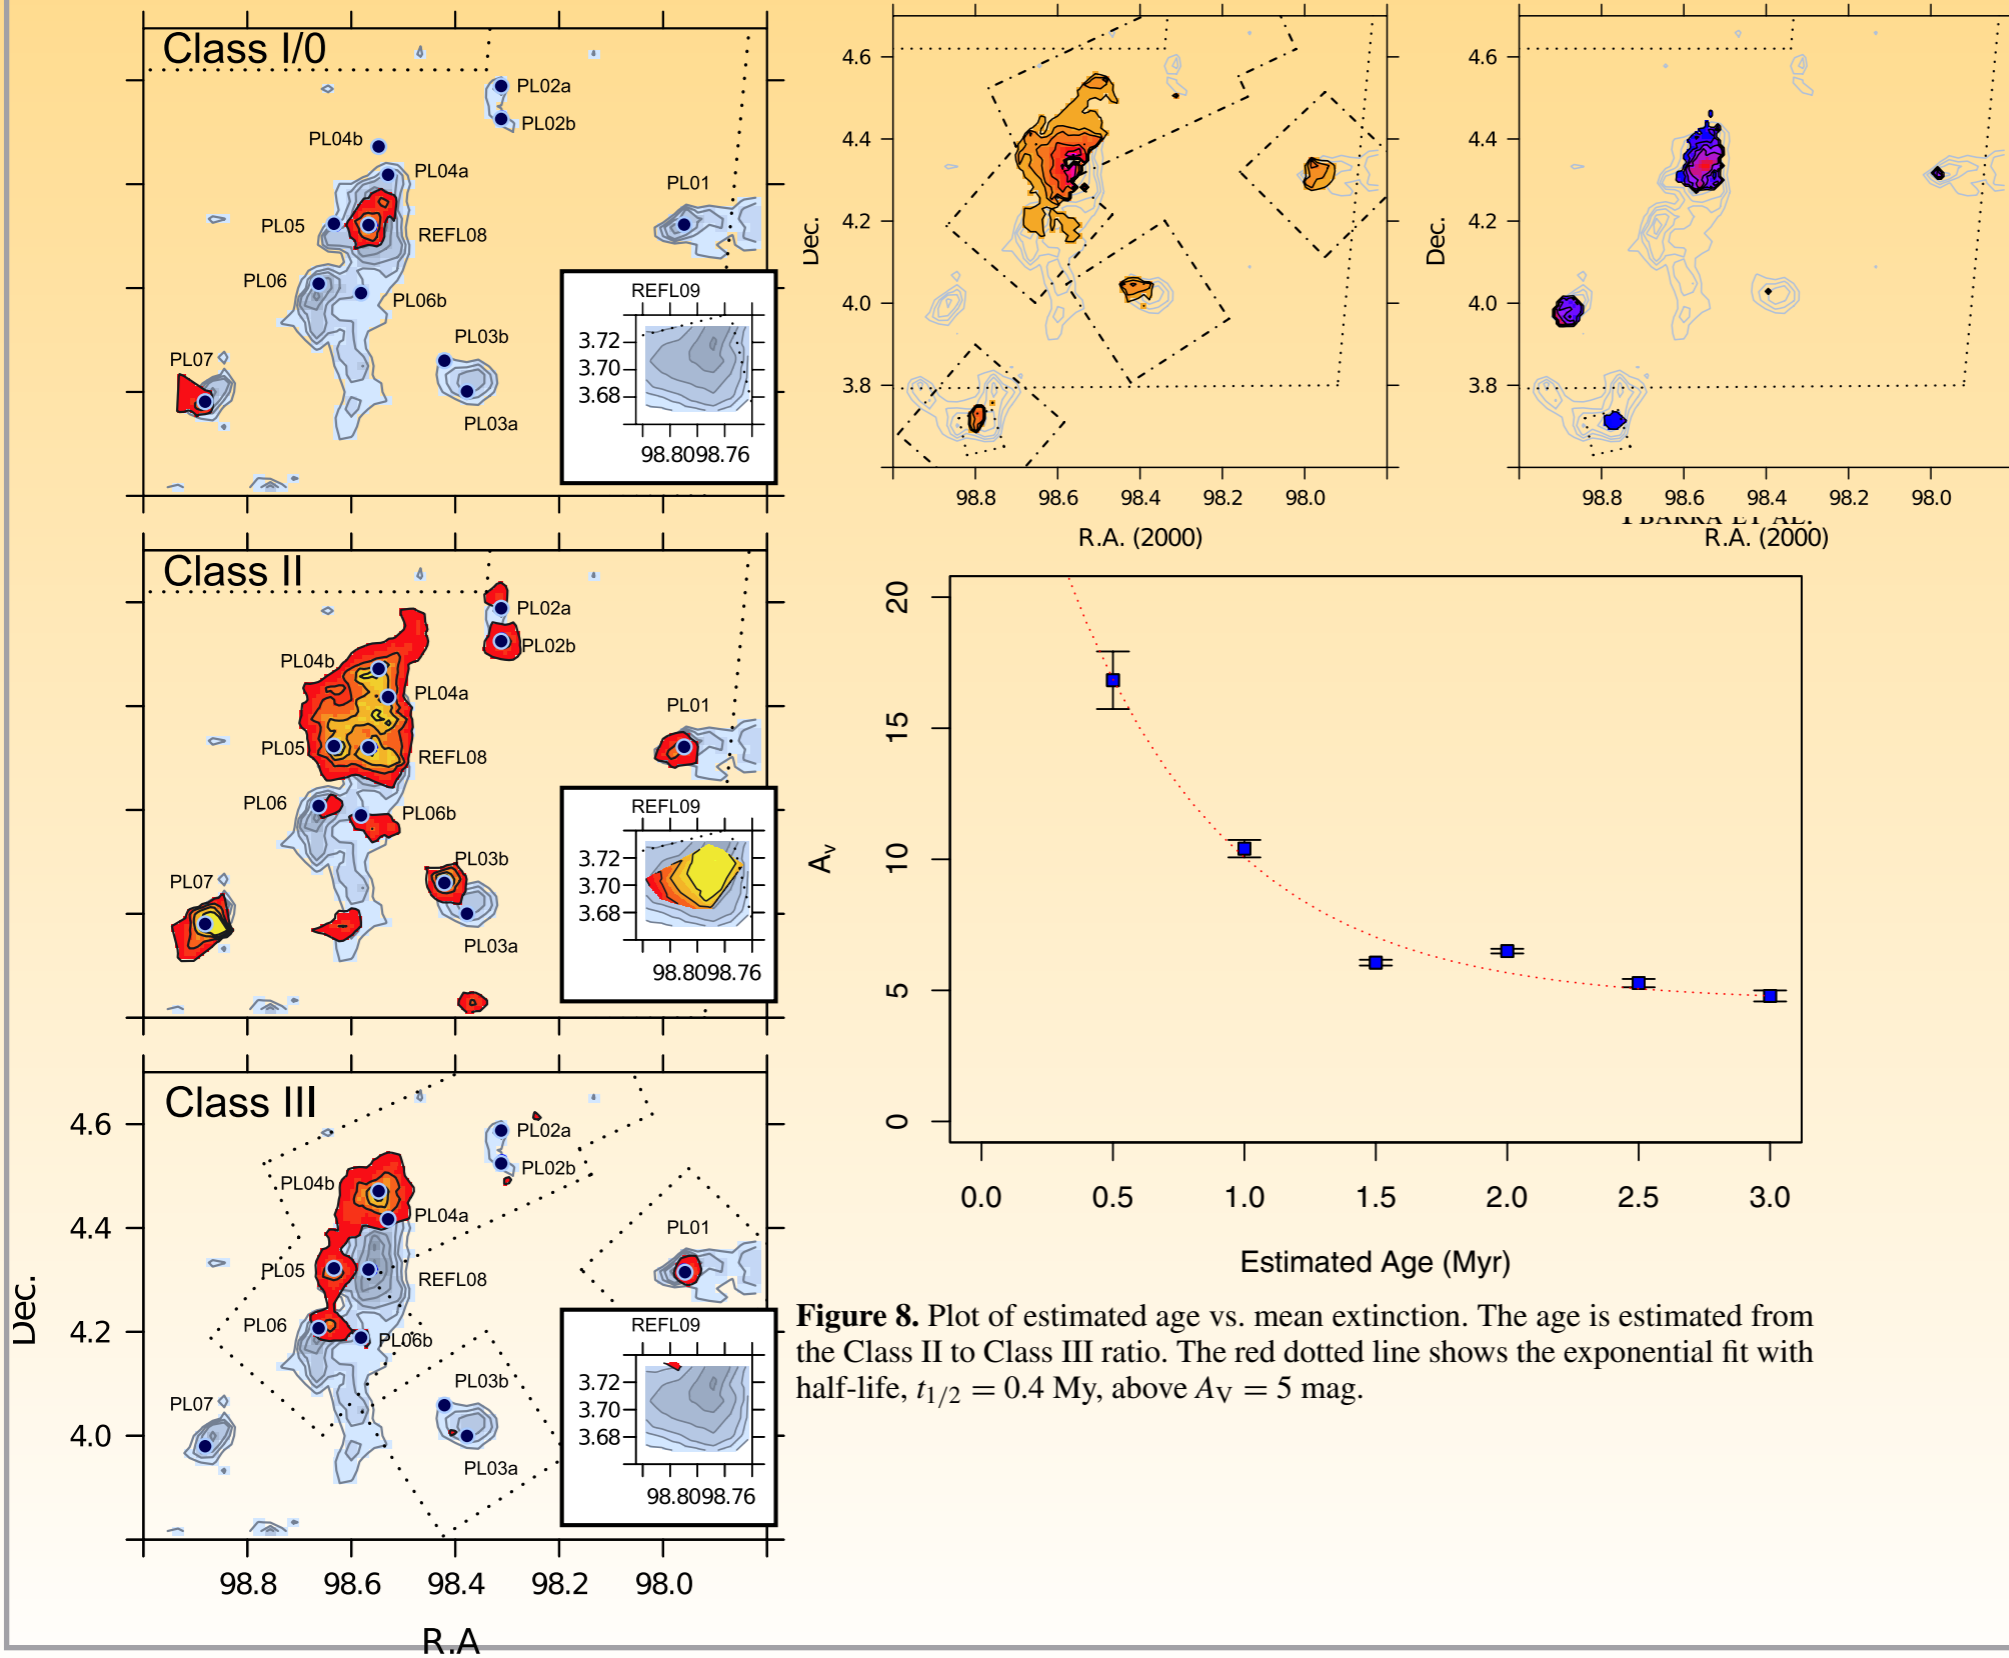 Class I/0
PL02a
PL02b
PL04b
PL04a
PL01
PL05
REFL08
PL06
PL06b
REFL09
PL03b
3.72
3.70
3.68
PL07
PL03a
98.80 98.76
Class II
PL02a
PL02b
PL04b
PL04a
PL01
PL05
REFL08
PL06
PL06b
REFL09
PL03b
3.72
3.70
3.68
PL07
PL03a
98.80 98.76
Class III
4.6
PL02a
PL02b
PL04b
PL04a
4.4
PL01
PL05
REFL08
4.2
PL06
PL06b
REFL09
PL03b
3.72
3.70
3.68
PL07
4.0
PL03a
98.80 98.76
Dec.
98.8 98.6 98.4 98.2 98.0
R.A
4.6
4.4
4.2
4.0
3.8
Dec.
98.8 98.6 98.4 98.2 98.0
R.A. (2000)
4.6
4.4
4.2
4.0
3.8
Dec.
98.8 98.6 98.4 98.2 98.0
YBARRA ET AL.
R.A. (2000)
20
15
10
5
0
Av
0.0 0.5 1.0 1.5 2.0 2.5 3.0
Estimated Age (Myr)
Figure 8. Plot of estimated age vs. mean extinction. The age is estimated from
the Class II to Class III ratio. The red dotted line shows the exponential fit with
half-life, t1/2 = 0.4 My, above AV = 5 mag.